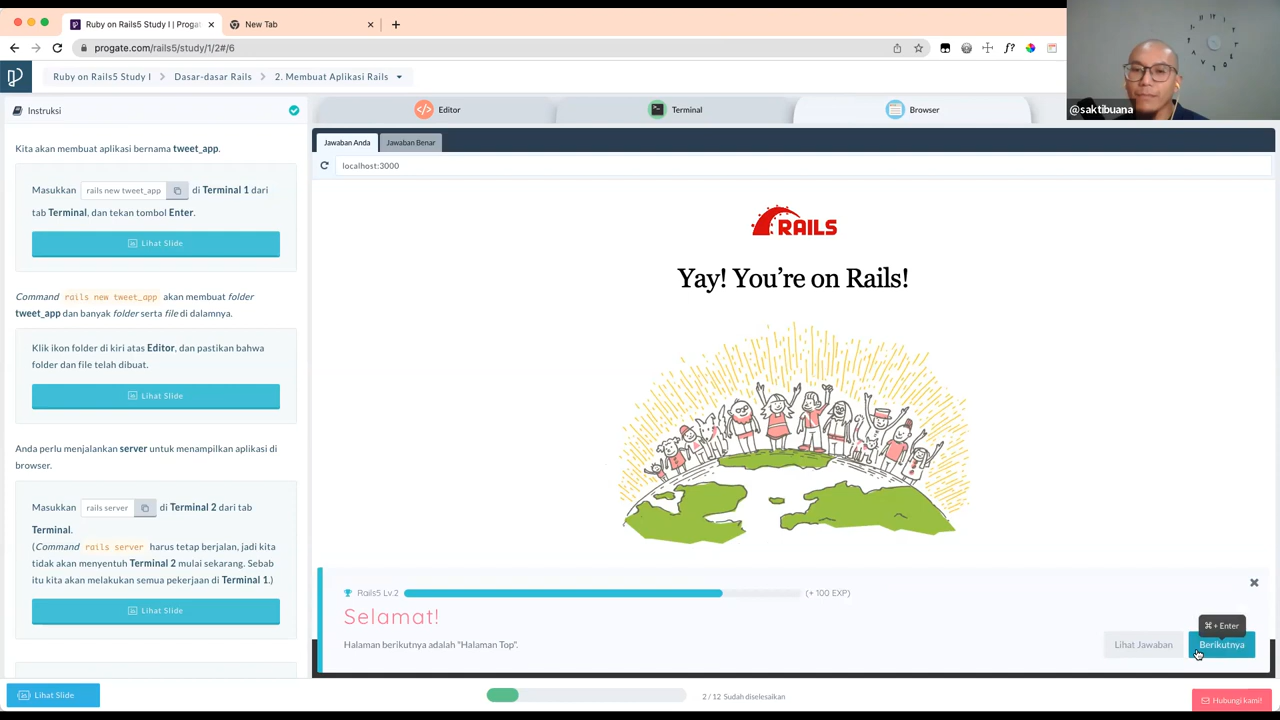 Ruby on Rails5 Study I | Progat
New Tab
progate.com/rails5/study/1/2#/6
f?
Ruby on Rails5 Study I
Dasar-dasar Rails
2. Membuat Aplikasi Rails
@saktibuana
Instruksi
Editor
Terminal
Browser
Kita akan membuat aplikasi bernama tweet_app.
Masukkan rails new tweet_app di Terminal 1 dari
tab Terminal, dan tekan tombol Enter.
Lihat Slide
Command rails new tweet_app akan membuat folder
tweet_app dan banyak folder serta file di dalamnya.
Klik ikon folder di kiri atas Editor, dan pastikan bahwa
folder dan file telah dibuat.
Lihat Slide
Anda perlu menjalankan server untuk menampilkan aplikasi di
browser.
Masukkan rails server di Terminal 2 dari tab
Terminal.
(Command rails server harus tetap berjalan, jadi kita
tidak akan menyentuh Terminal 2 mulai sekarang. Sebab
itu kita akan melakukan semua pekerjaan di Terminal 1.)
Lihat Slide
Jawaban Anda
Jawaban Benar
localhost:3000
RAILS
Yay! You're on Rails!
Rails5 Lv.2
(+ 100 EXP)
Selamat!
Halaman berikutnya adalah "Halaman Top".
⌘ + Enter
Lihat Jawaban
Berikutnya
Lihat Slide
2 / 12 Sudah diselesaikan
Hubungi kami!